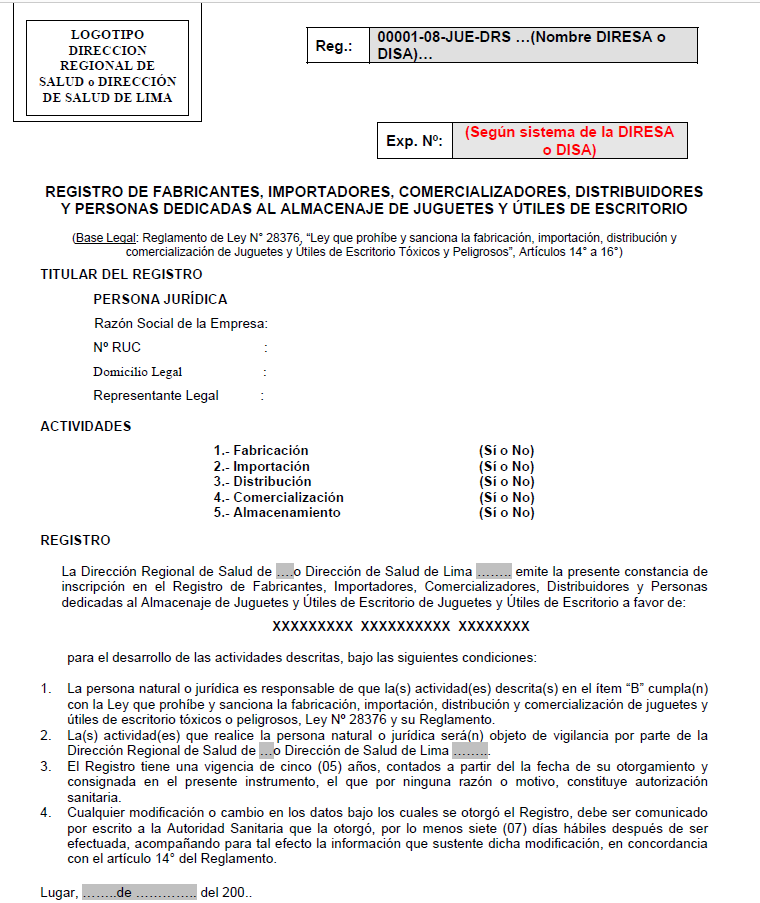 LOGOTIPO
DIRECCION
REGIONAL DE
SALUD o DIRECCIÓN
DE SALUD DE LIMA
Reg.: 00001-08-JUE-DRS …(Nombre DIRESA o
DISA)…
Exp. Nº: (Según sistema de la DIRESA
o DISA)
REGISTRO DE FABRICANTES, IMPORTADORES, COMERCIALIZADORES, DISTRIBUIDORES
Y PERSONAS DEDICADAS AL ALMACENAJE DE JUGUETES Y ÚTILES DE ESCRITORIO
(Base Legal: Reglamento de Ley N° 28376, “Ley que prohíbe y sanciona la fabricación, importación, distribución y
comercialización de Juguetes y Útiles de Escritorio Tóxicos y Peligrosos”, Artículos 14° a 16°)
TITULAR DEL REGISTRO
PERSONA JURÍDICA
Razón Social de la Empresa:
Nº RUC :
Domicilio Legal :
Representante Legal :
ACTIVIDADES
1.- Fabricación (Sí o No)
2.- Importación (Sí o No)
3.- Distribución (Sí o No)
4.- Comercialización (Sí o No)
5.- Almacenamiento (Sí o No)
REGISTRO
La Dirección Regional de Salud de ….o Dirección de Salud de Lima …….. emite la presente constancia de
inscripción en el Registro de Fabricantes, Importadores, Comercializadores, Distribuidores y Personas
dedicadas al Almacenaje de Juguetes y Útiles de Escritorio de Juguetes y Útiles de Escritorio a favor de:
XXXXXXXXX XXXXXXXXXX XXXXXXXX
para el desarrollo de las actividades descritas, bajo las siguientes condiciones:
1. La persona natural o jurídica es responsable de que la(s) actividad(es) descrita(s) en el ítem “B” cumpla(n)
con la Ley que prohíbe y sanciona la fabricación, importación, distribución y comercialización de juguetes y
útiles de escritorio tóxicos o peligrosos, Ley Nº 28376 y su Reglamento.
2. La(s) actividad(es) que realice la persona natural o jurídica será(n) objeto de vigilancia por parte de la
Dirección Regional de Salud de …o Dirección de Salud de Lima ……...
3. El Registro tiene una vigencia de cinco (05) años, contados a partir del la fecha de su otorgamiento y
consignada en el presente instrumento, el que por ninguna razón o motivo, constituye autorización
sanitaria.
4. Cualquier modificación o cambio en los datos bajo los cuales se otorgó el Registro, debe ser comunicado
por escrito a la Autoridad Sanitaria que la otorgó, por lo menos siete (07) días hábiles después de ser
efectuada, acompañando para tal efecto la información que sustente dicha modificación, en concordancia
con el artículo 14° del Reglamento.
Lugar, ……..de ………….. del 200..